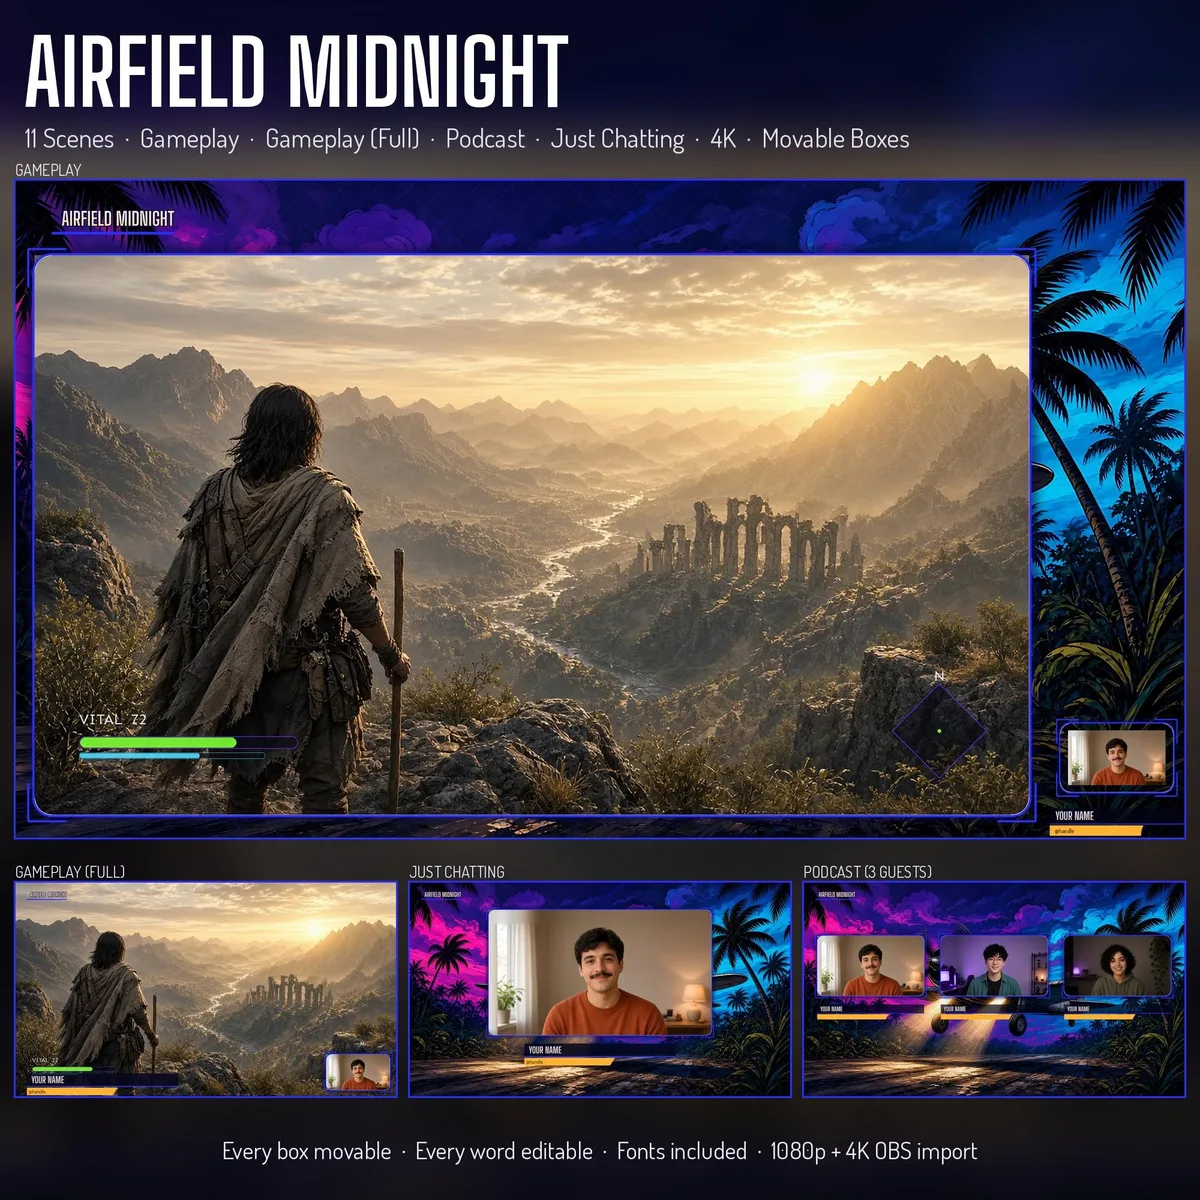 AIRFIELD MIDNIGHT
11 Scenes · Gameplay · Gameplay (Full) · Podcast · Just Chatting · 4K · Movable Boxes
GAMEPLAY
AIRFIELD MIDNIGHT
N
VITAL 72
YOUR NAME
@handle
GAMEPLAY (FULL)
AIRFIELD MIDNIGHT
VITAL 72
YOUR NAME
@handle
JUST CHATTING
AIRFIELD MIDNIGHT
YOUR NAME
@handle
PODCAST (3 GUESTS)
AIRFIELD MIDNIGHT
YOUR NAME
YOUR NAME
YOUR NAME
Every box movable · Every word editable · Fonts included · 1080p + 4K OBS import